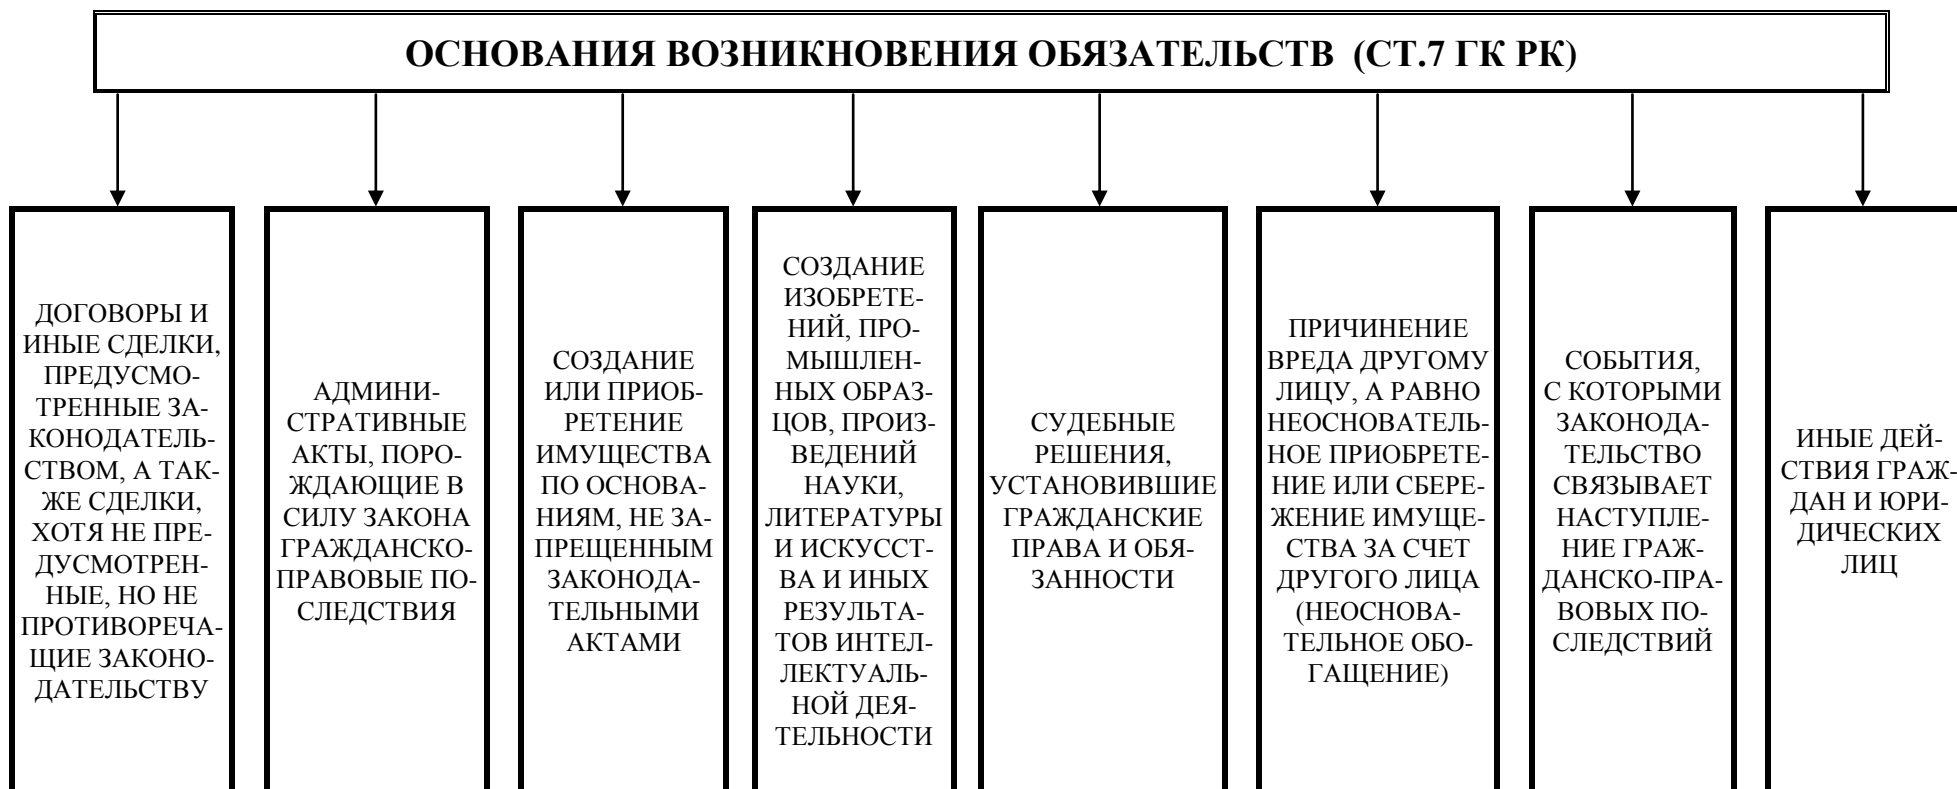 ОСНОВАНИЯ ВОЗНИКНОВЕНИЯ ОБЯЗАТЕЛЬСТВ (СТ.7 ГК РК)
ДОГОВОРЫ И
ИНЫЕ СДЕЛКИ,
ПРЕДУСМО-
ТРЕННЫЕ ЗА-
КОНОДАТЕЛЬ-
СТВОМ, А ТАК-
ЖЕ СДЕЛКИ,
ХОТЯ НЕ ПРЕ-
ДУСМОТРЕН-
НЫЕ, НО НЕ
ПРОТИВОРЕЧА-
ЩИЕ ЗАКОНО-
ДАТЕЛЬСТВУ
АДМИНИ-
СТРАТИВНЫЕ
АКТЫ, ПОРО-
ЖДАЮЩИЕ В
СИЛУ ЗАКОНА
ГРАЖДАНСКО-
ПРАВОВЫЕ ПО-
СЛЕДСТВИЯ
СОЗДАНИЕ
ИЛИ ПРИОБ-
РЕТЕНИЕ
ИМУЩЕСТВА
ПО ОСНОВА-
НИЯМ, НЕ ЗА-
ПРЕЩЕННЫМ
ЗАКОНОДА-
ТЕЛЬНЫМИ
АКТАМИ
СОЗДАНИЕ
ИЗОБРЕТЕ-
НИЙ, ПРО-
МЫШЛЕН-
НЫХ ОБРАЗ-
ЦОВ, ПРОИЗ-
ВЕДЕНИЙ
НАУКИ,
ЛИТЕРАТУРЫ
И ИСКУССТ-
ВА И ИНЫХ
РЕЗУЛЬТА-
ТОВ ИНТЕЛ-
ЛЕКТУАЛЬ-
НОЙ ДЕЯ-
ТЕЛЬНОСТИ
СУДЕБНЫЕ
РЕШЕНИЯ,
УСТАНОВИВШИЕ
ГРАЖДАНСКИЕ
ПРАВА И ОБЯ-
ЗАННОСТИ
ПРИЧИНЕНИЕ
ВРЕДА ДРУГОМУ
ЛИЦУ, А РАВНО
НЕОСНОВАТЕЛЬ-
НОЕ ПРИОБРЕТЕ-
НИЕ ИЛИ СБЕРЕ-
ЖЕНИЕ ИМУЩЕ-
СТВА ЗА СЧЕТ
ДРУГОГО ЛИЦА
(НЕОСНОВА-
ТЕЛЬНОЕ ОБО-
ГАЩЕНИЕ)
СОБЫТИЯ,
С КОТОРЫМИ
ЗАКОНОДА-
ТЕЛЬСТВО
СВЯЗЫВАЕТ
НАСТУПЛЕ-
НИЕ ГРАЖ-
ДАНСКО-ПРА-
ВОВЫХ ПО-
СЛЕДСТВИЙ
ИНЫЕ ДЕЙ-
СТВИЯ ГРАЖ-
ДАН И ЮРИ-
ДИЧЕСКИХ
ЛИЦ